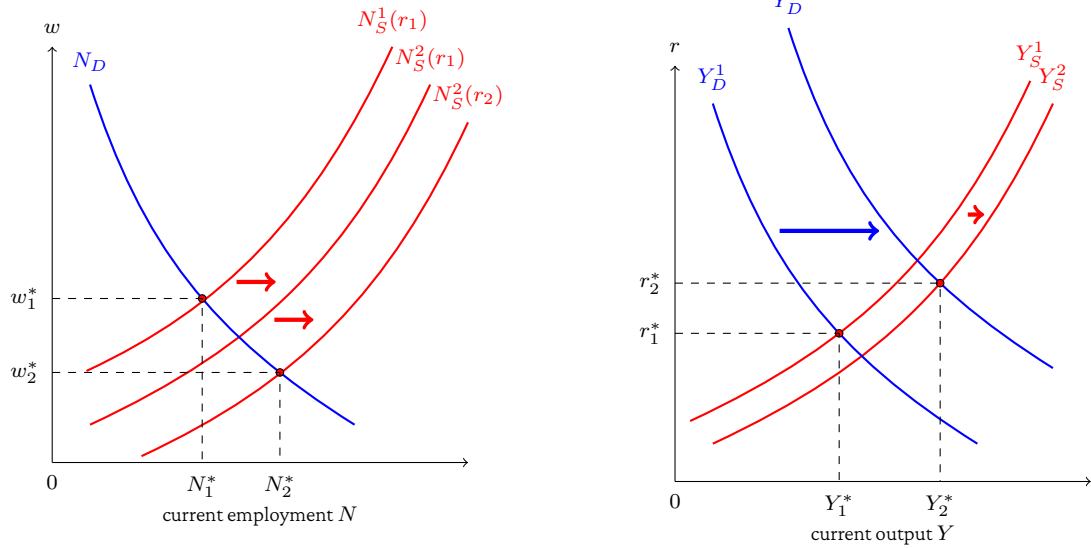 w
N_D
N_S^1(r_1)
N_S^2(r_1)
N_S^2(r_2)
w_1^*
w_2^*
0
N_1^*
N_2^*
current employment N
r
Y_D^1
Y_D
Y_S^1
Y_S^2
r_2^*
r_1^*
0
Y_1^*
Y_2^*
current output Y